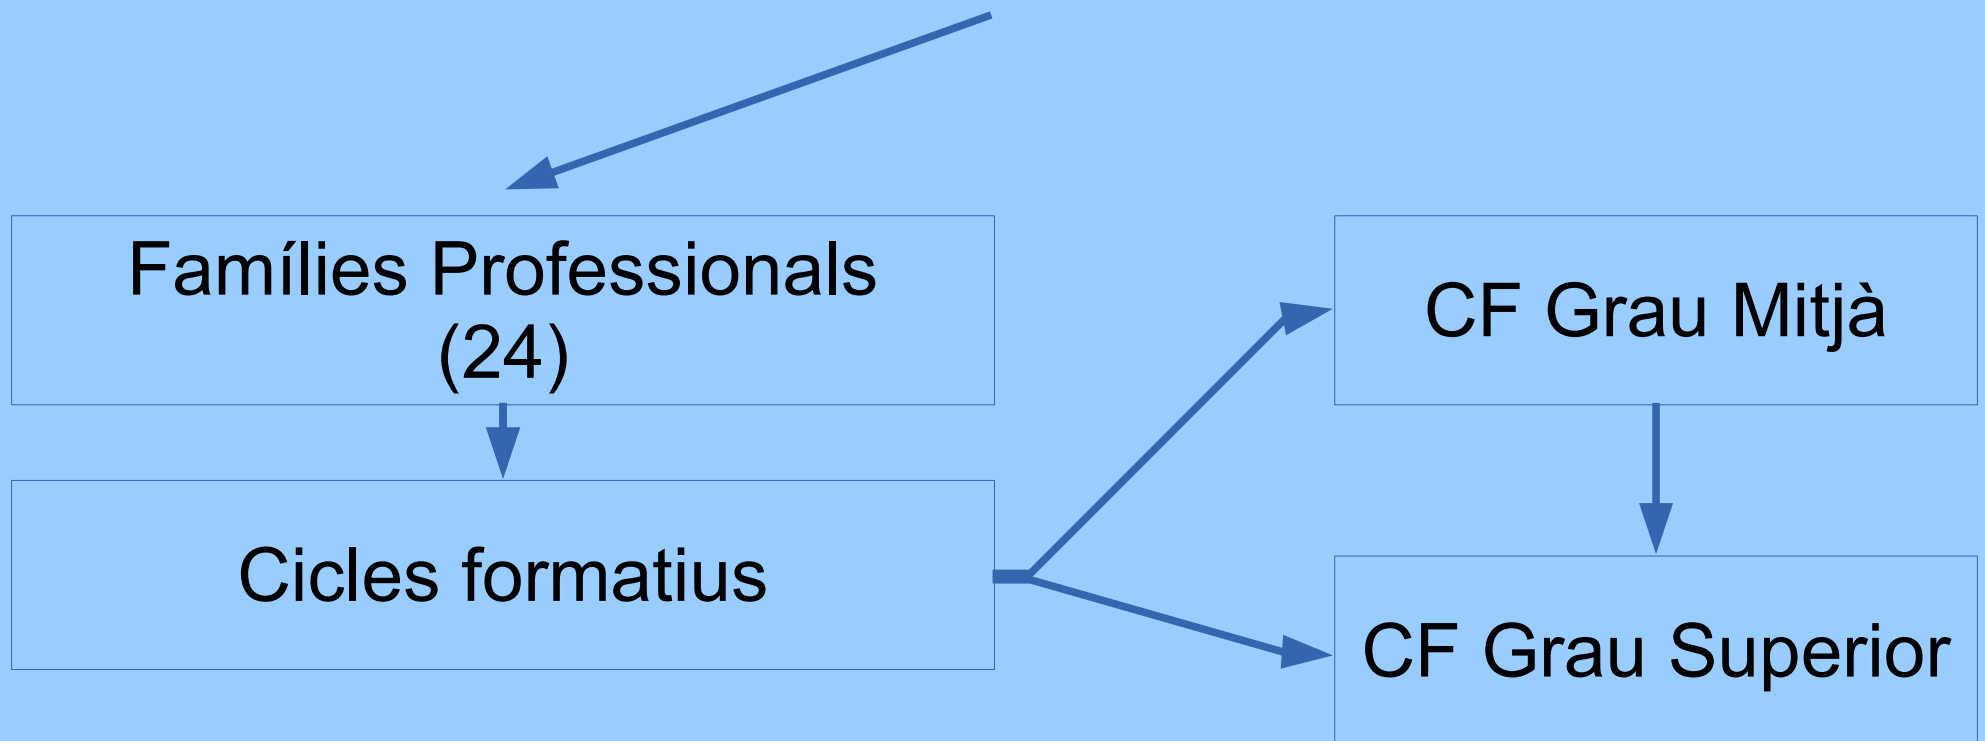 Famílies Professionals
(24)
Cicles formatius
CF Grau Mitjà
CF Grau Superior